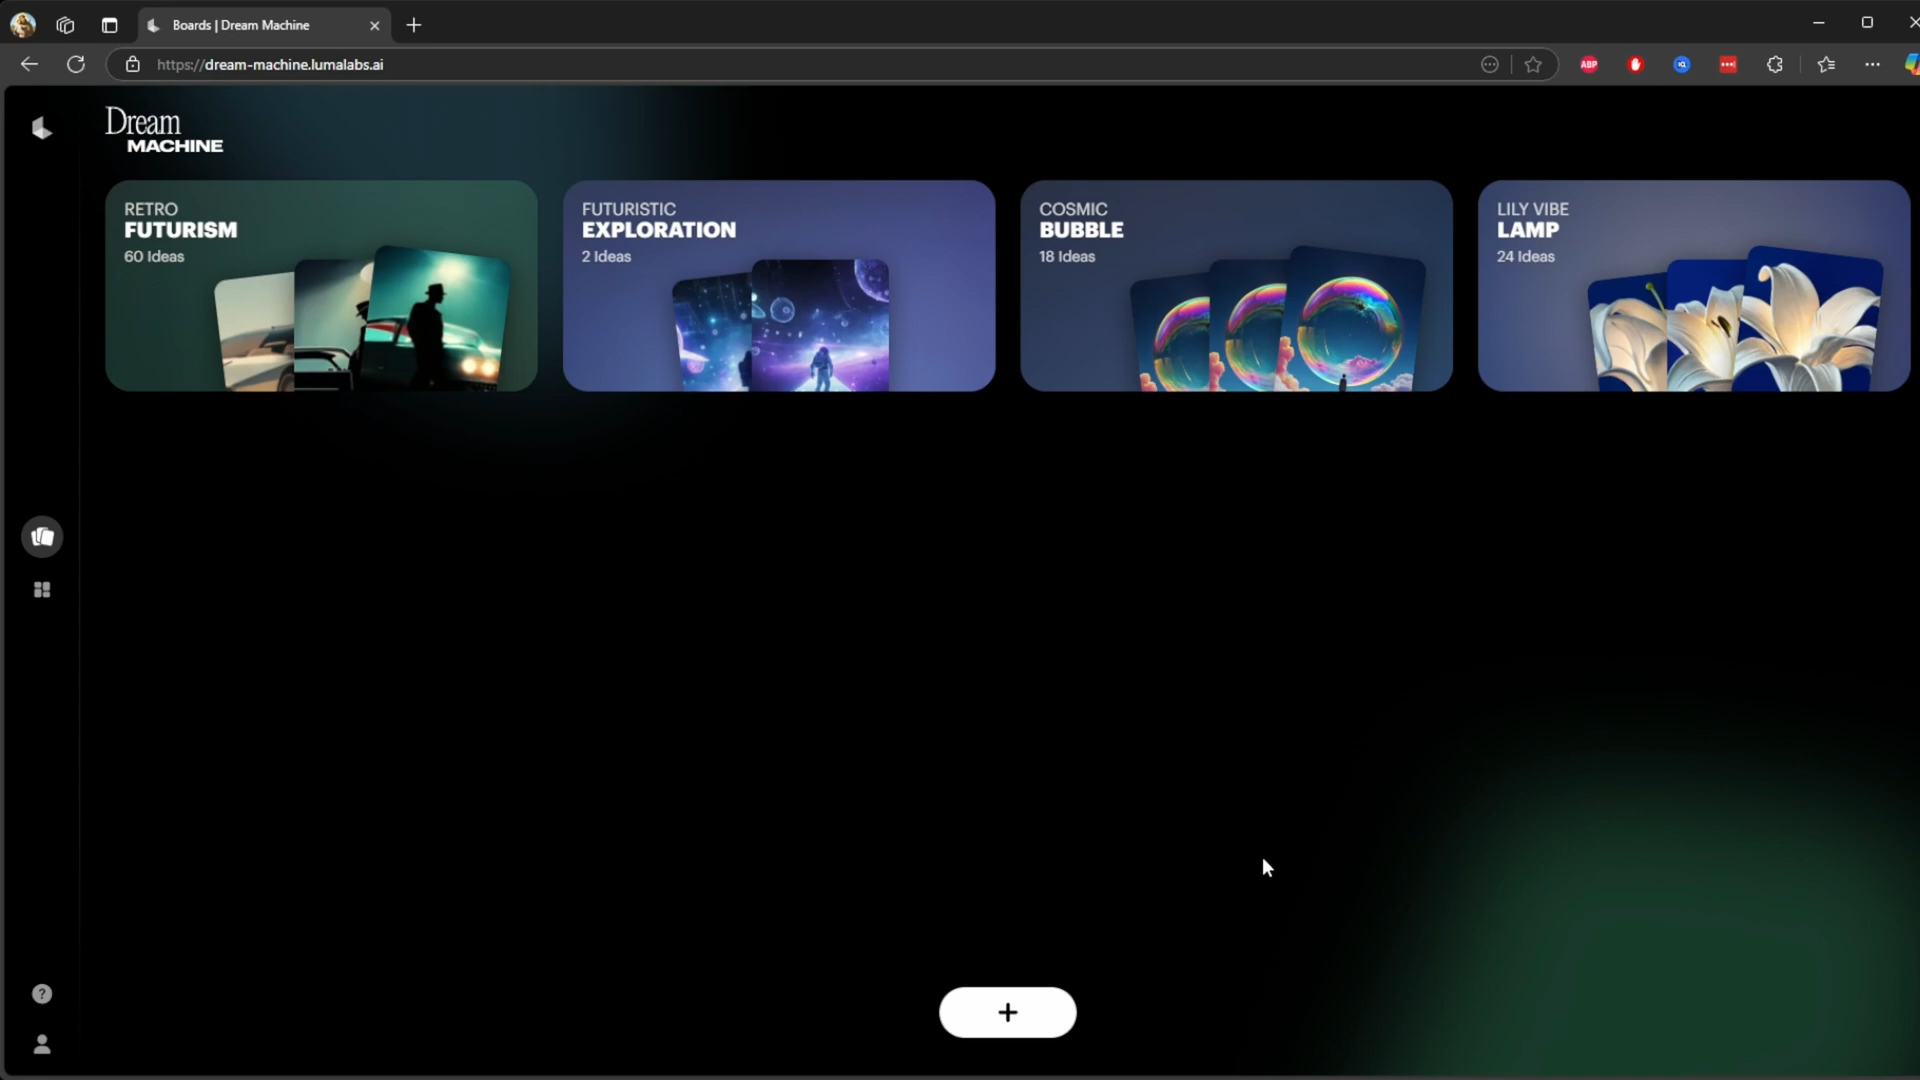 Boards | Dream Machine
https://dream-machine.lumalabs.ai
ABP
Dream
MACHINE
RETRO
FUTURISM
60 Ideas
FUTURISTIC
EXPLORATION
2 Ideas
COSMIC
BUBBLE
18 Ideas
LILY VIBE
LAMP
24 Ideas
?
+